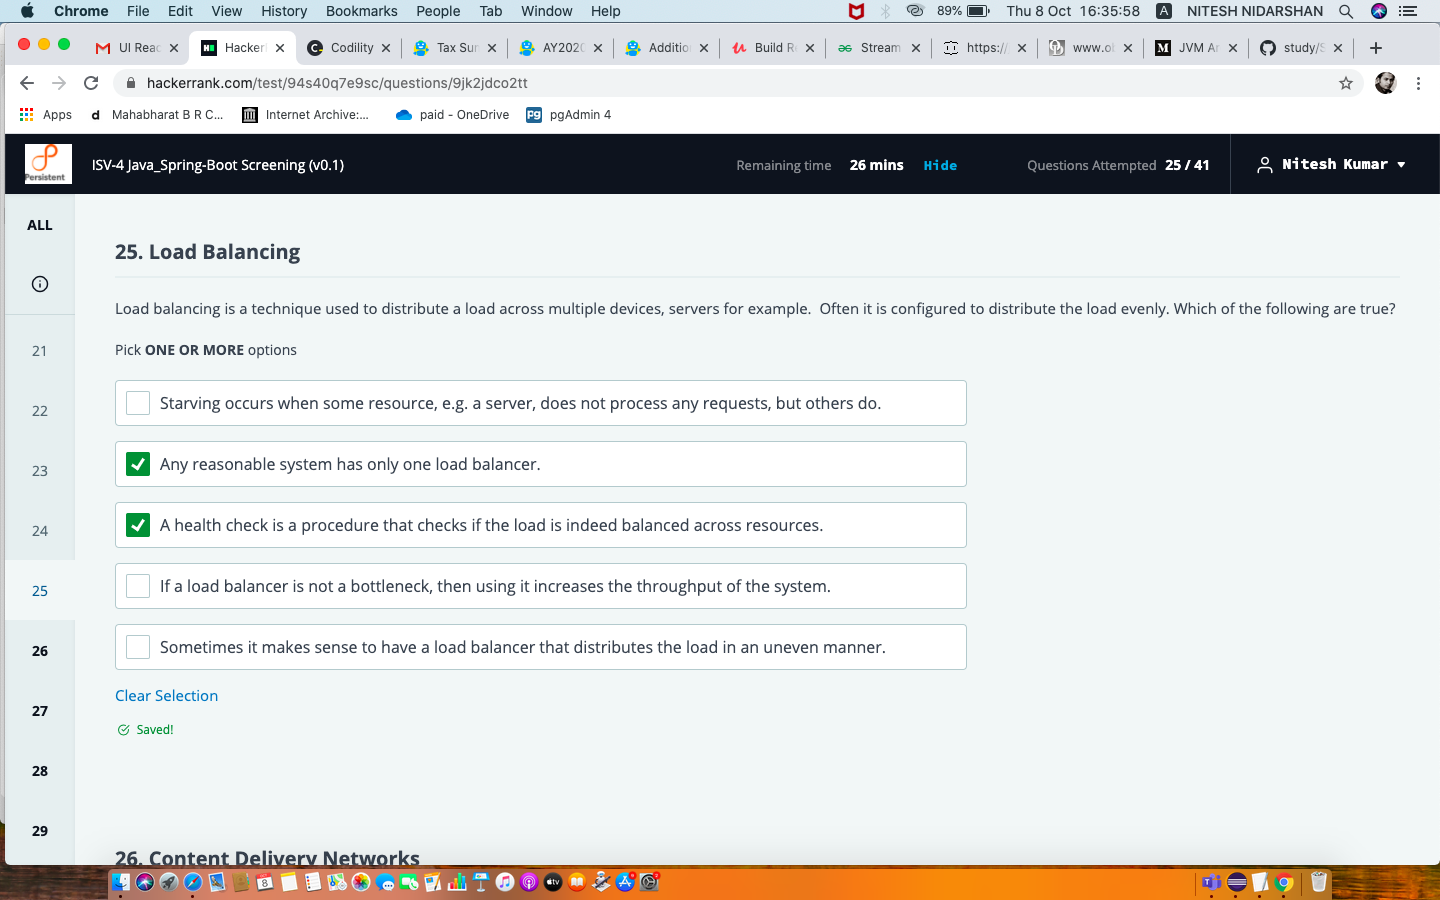 Chrome File Edit View History Bookmarks People Tab Window Help 89% Thu 8 Oct 16:35:58 A NITESH NIDARSHAN
UI Reac Hacker Codility Tax Sur AY202 Additio Build R Stream https:// www.o JVM Ar study/S
hackerrank.com/test/94s40q7e9sc/questions/9jk2jdco2tt
Apps d Mahabharat B R C... Internet Archive:... paid - OneDrive pg pgAdmin 4
Persistent ISV-4 Java_Spring-Boot Screening (v0.1) Remaining time 26 mins Hide Questions Attempted 25 / 41 Nitesh Kumar
ALL
25. Load Balancing
Load balancing is a technique used to distribute a load across multiple devices, servers for example. Often it is configured to distribute the load evenly. Which of the following are true?
21
Pick ONE OR MORE options
22
Starving occurs when some resource, e.g. a server, does not process any requests, but others do.
23
Any reasonable system has only one load balancer.
24
A health check is a procedure that checks if the load is indeed balanced across resources.
25
If a load balancer is not a bottleneck, then using it increases the throughput of the system.
26
Sometimes it makes sense to have a load balancer that distributes the load in an uneven manner.
Clear Selection
27
Saved!
28
29
26. Content Delivery Networks